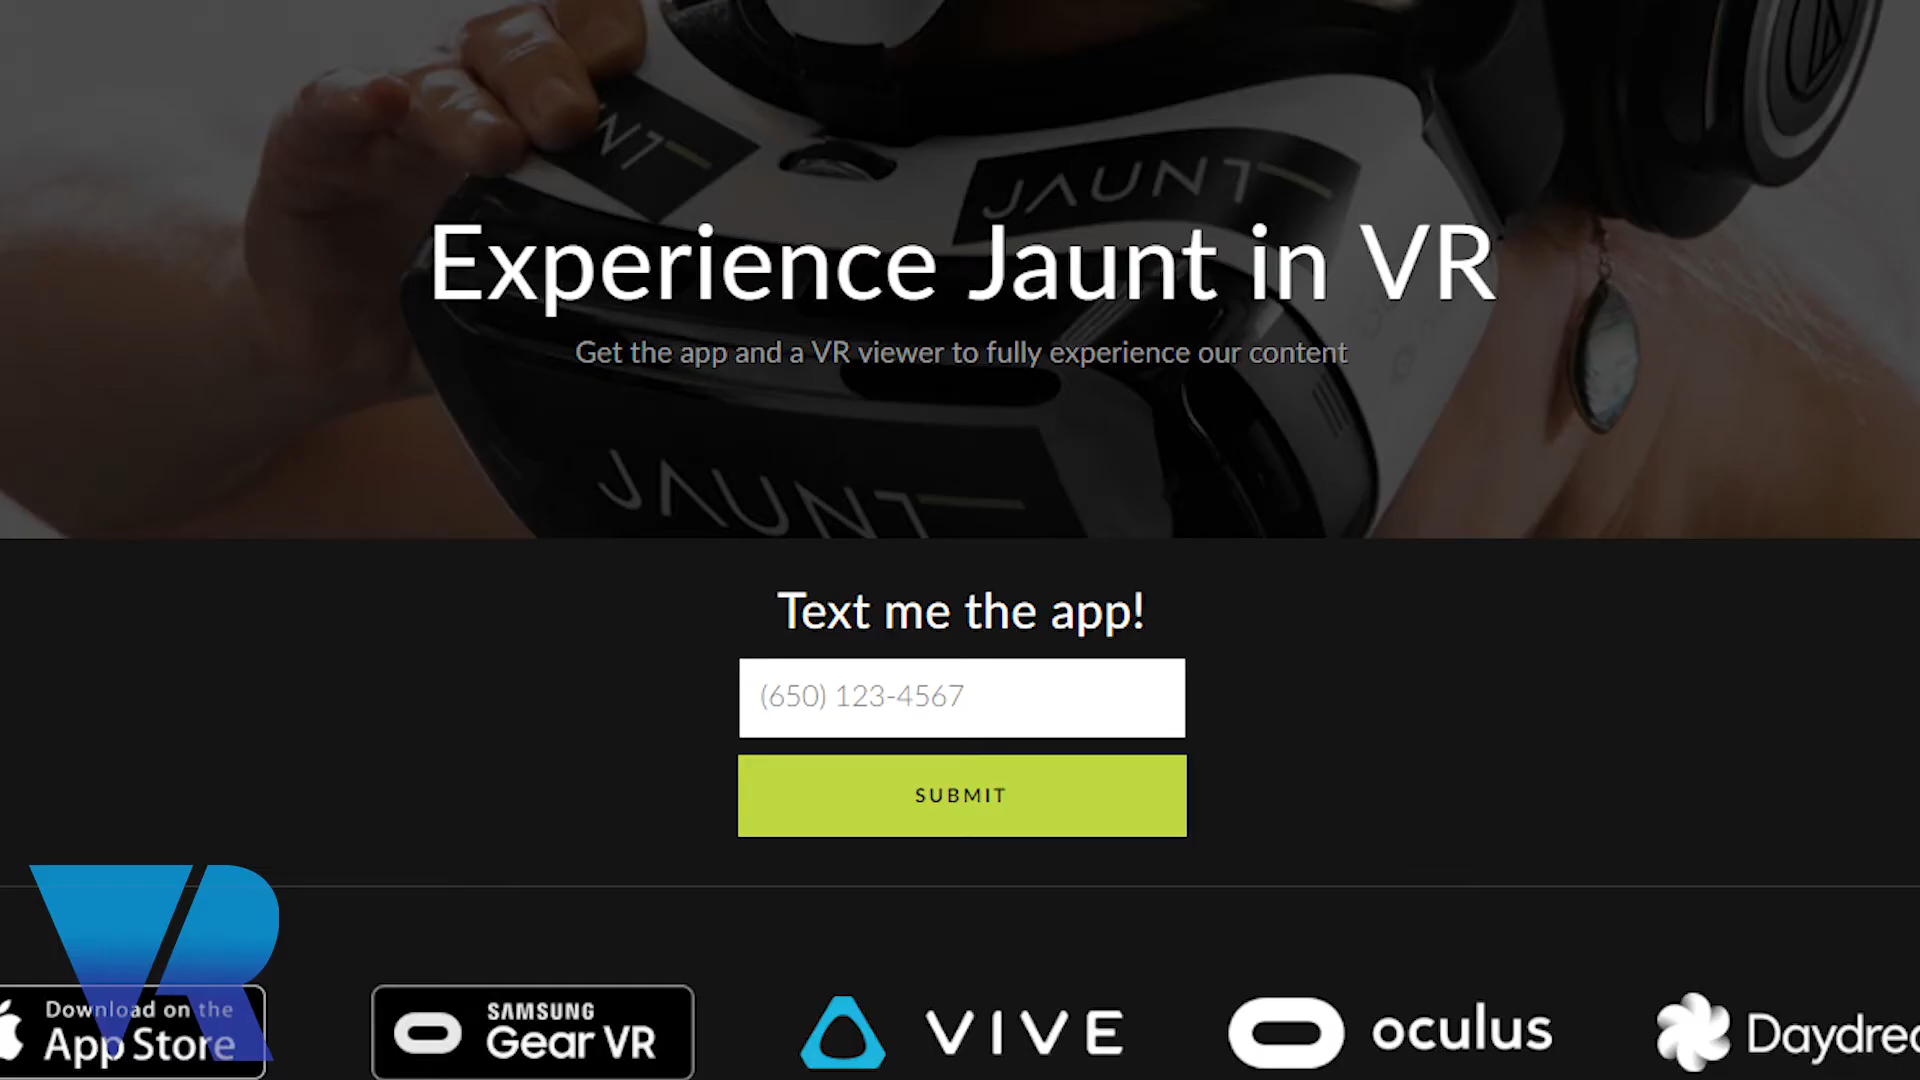 JAUNT
Experience Jaunt in VR
Get the app and a VR viewer to fully experience our content
JAUNT
Text me the app!
(650) 123-4567
SUBMIT
VR
Download on the
App Store
SAMSUNG
Gear VR
VIVE
oculus